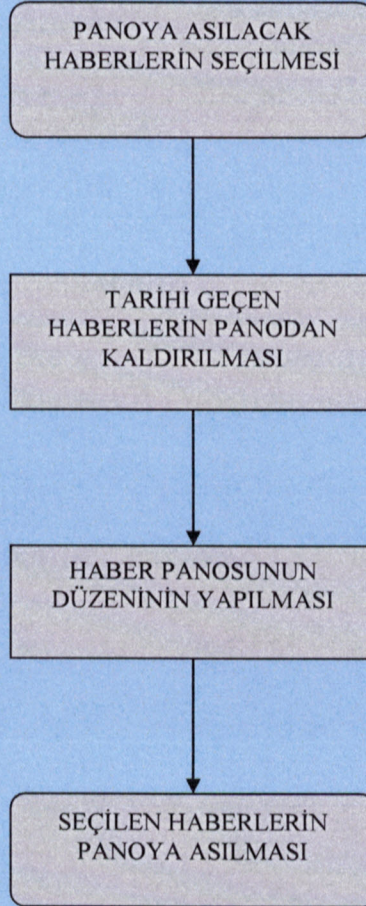 PANOYA ASILACAK
HABERLERİN SEÇİLMESİ
TARİHİ GEÇEN
HABERLERİN PANODAN
KALDIRILMASI
HABER PANOSUNUN
DÜZENİNİN YAPILMASI
SEÇİLEN HABERLERİN
PANOYA ASILMASI